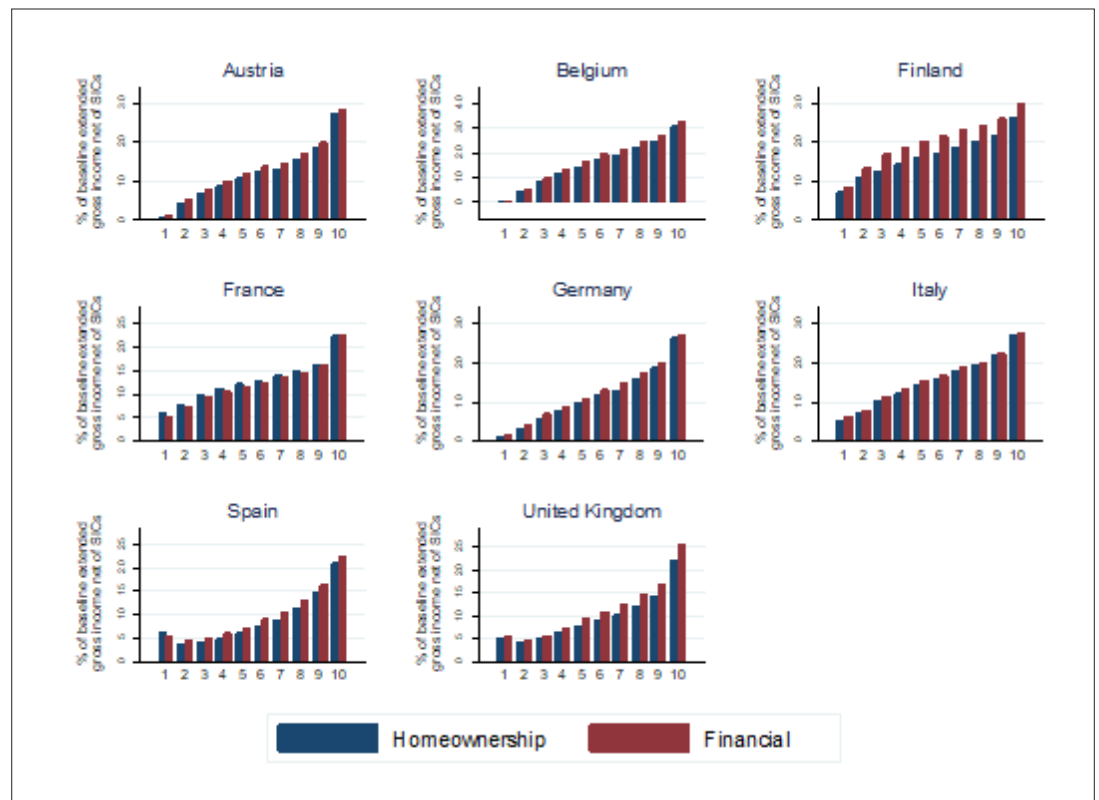 Austria
% of baseline extended
gross income net of SICs
0 10 20 30
1 2 3 4 5 6 7 8 9 10
Belgium
% of baseline extended
gross income net of SICs
0 10 20 30 40
1 2 3 4 5 6 7 8 9 10
Finland
% of baseline extended
gross income net of SICs
0 10 20 30
1 2 3 4 5 6 7 8 9 10
France
% of baseline extended
gross income net of SICs
0 5 10 15 20 25
1 2 3 4 5 6 7 8 9 10
Germany
% of baseline extended
gross income net of SICs
0 10 20 30
1 2 3 4 5 6 7 8 9 10
Italy
% of baseline extended
gross income net of SICs
0 10 20 30
1 2 3 4 5 6 7 8 9 10
Spain
% of baseline extended
gross income net of SICs
0 5 10 15 20 25
1 2 3 4 5 6 7 8 9 10
United Kingdom
% of baseline extended
gross income net of SICs
0 5 10 15 20 25
1 2 3 4 5 6 7 8 9 10
Homeownership Financial